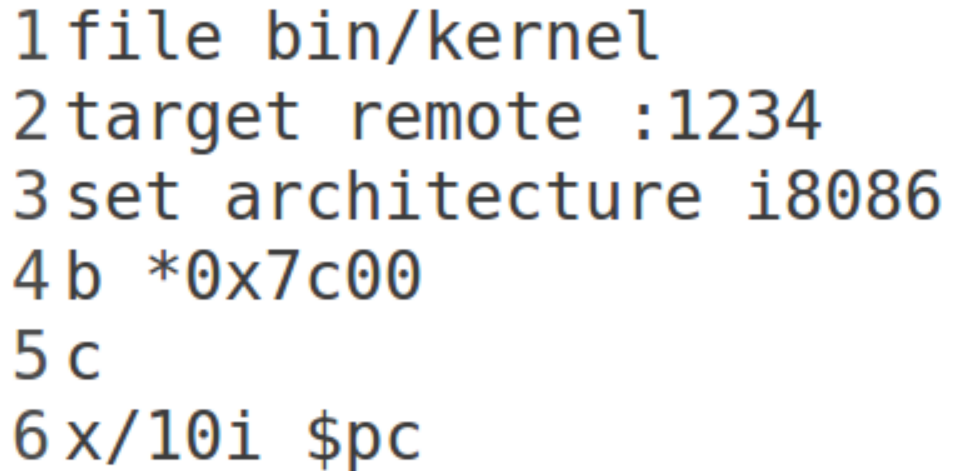 1 file bin/kernel
2 target remote :1234
3 set architecture i8086
4 b *0x7c00
5 c
6 x/10i $pc